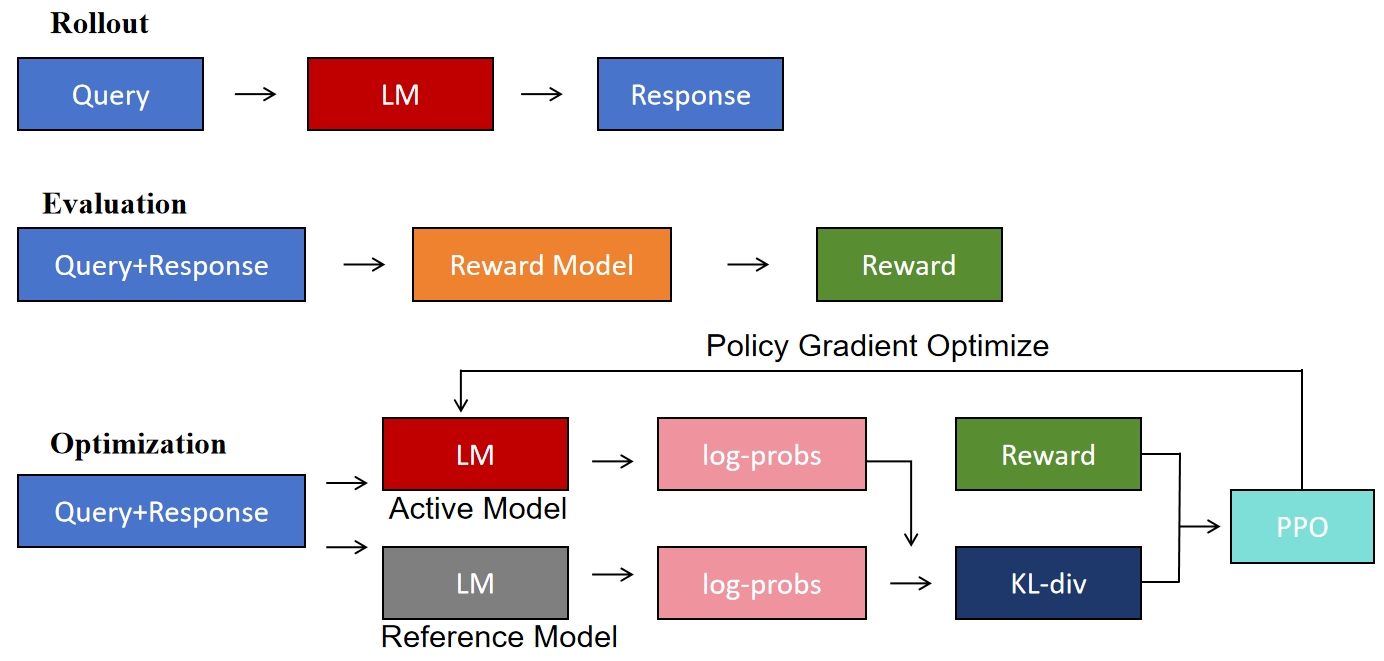 Rollout
Query
LM
Response
Evaluation
Query+Response
Reward Model
Reward
Policy Gradient Optimize
Optimization
Query+Response
LM
Active Model
log-probs
Reward
PPO
LM
Reference Model
log-probs
KL-div